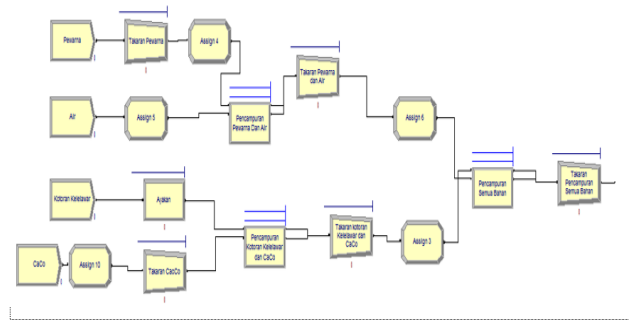 Pewarna
Takaran Pewarna
Assign 4
Takaran Pewarna
dan Air
Air
Assign 5
Pencampuran
Pewarna Dan Air
Assign 6
Kotoran Kelelawar
Ayakan
Pencampuran
Kotoran Kelelawar
dan CaCo
Takaran kotoran
Kelelawar dan
CaCo
Assign 3
Pencampuran
Semua Bahan
Takaran
Pencampuran
Semua Bahan
CaCo
Assign 10
Takaran CaoCo